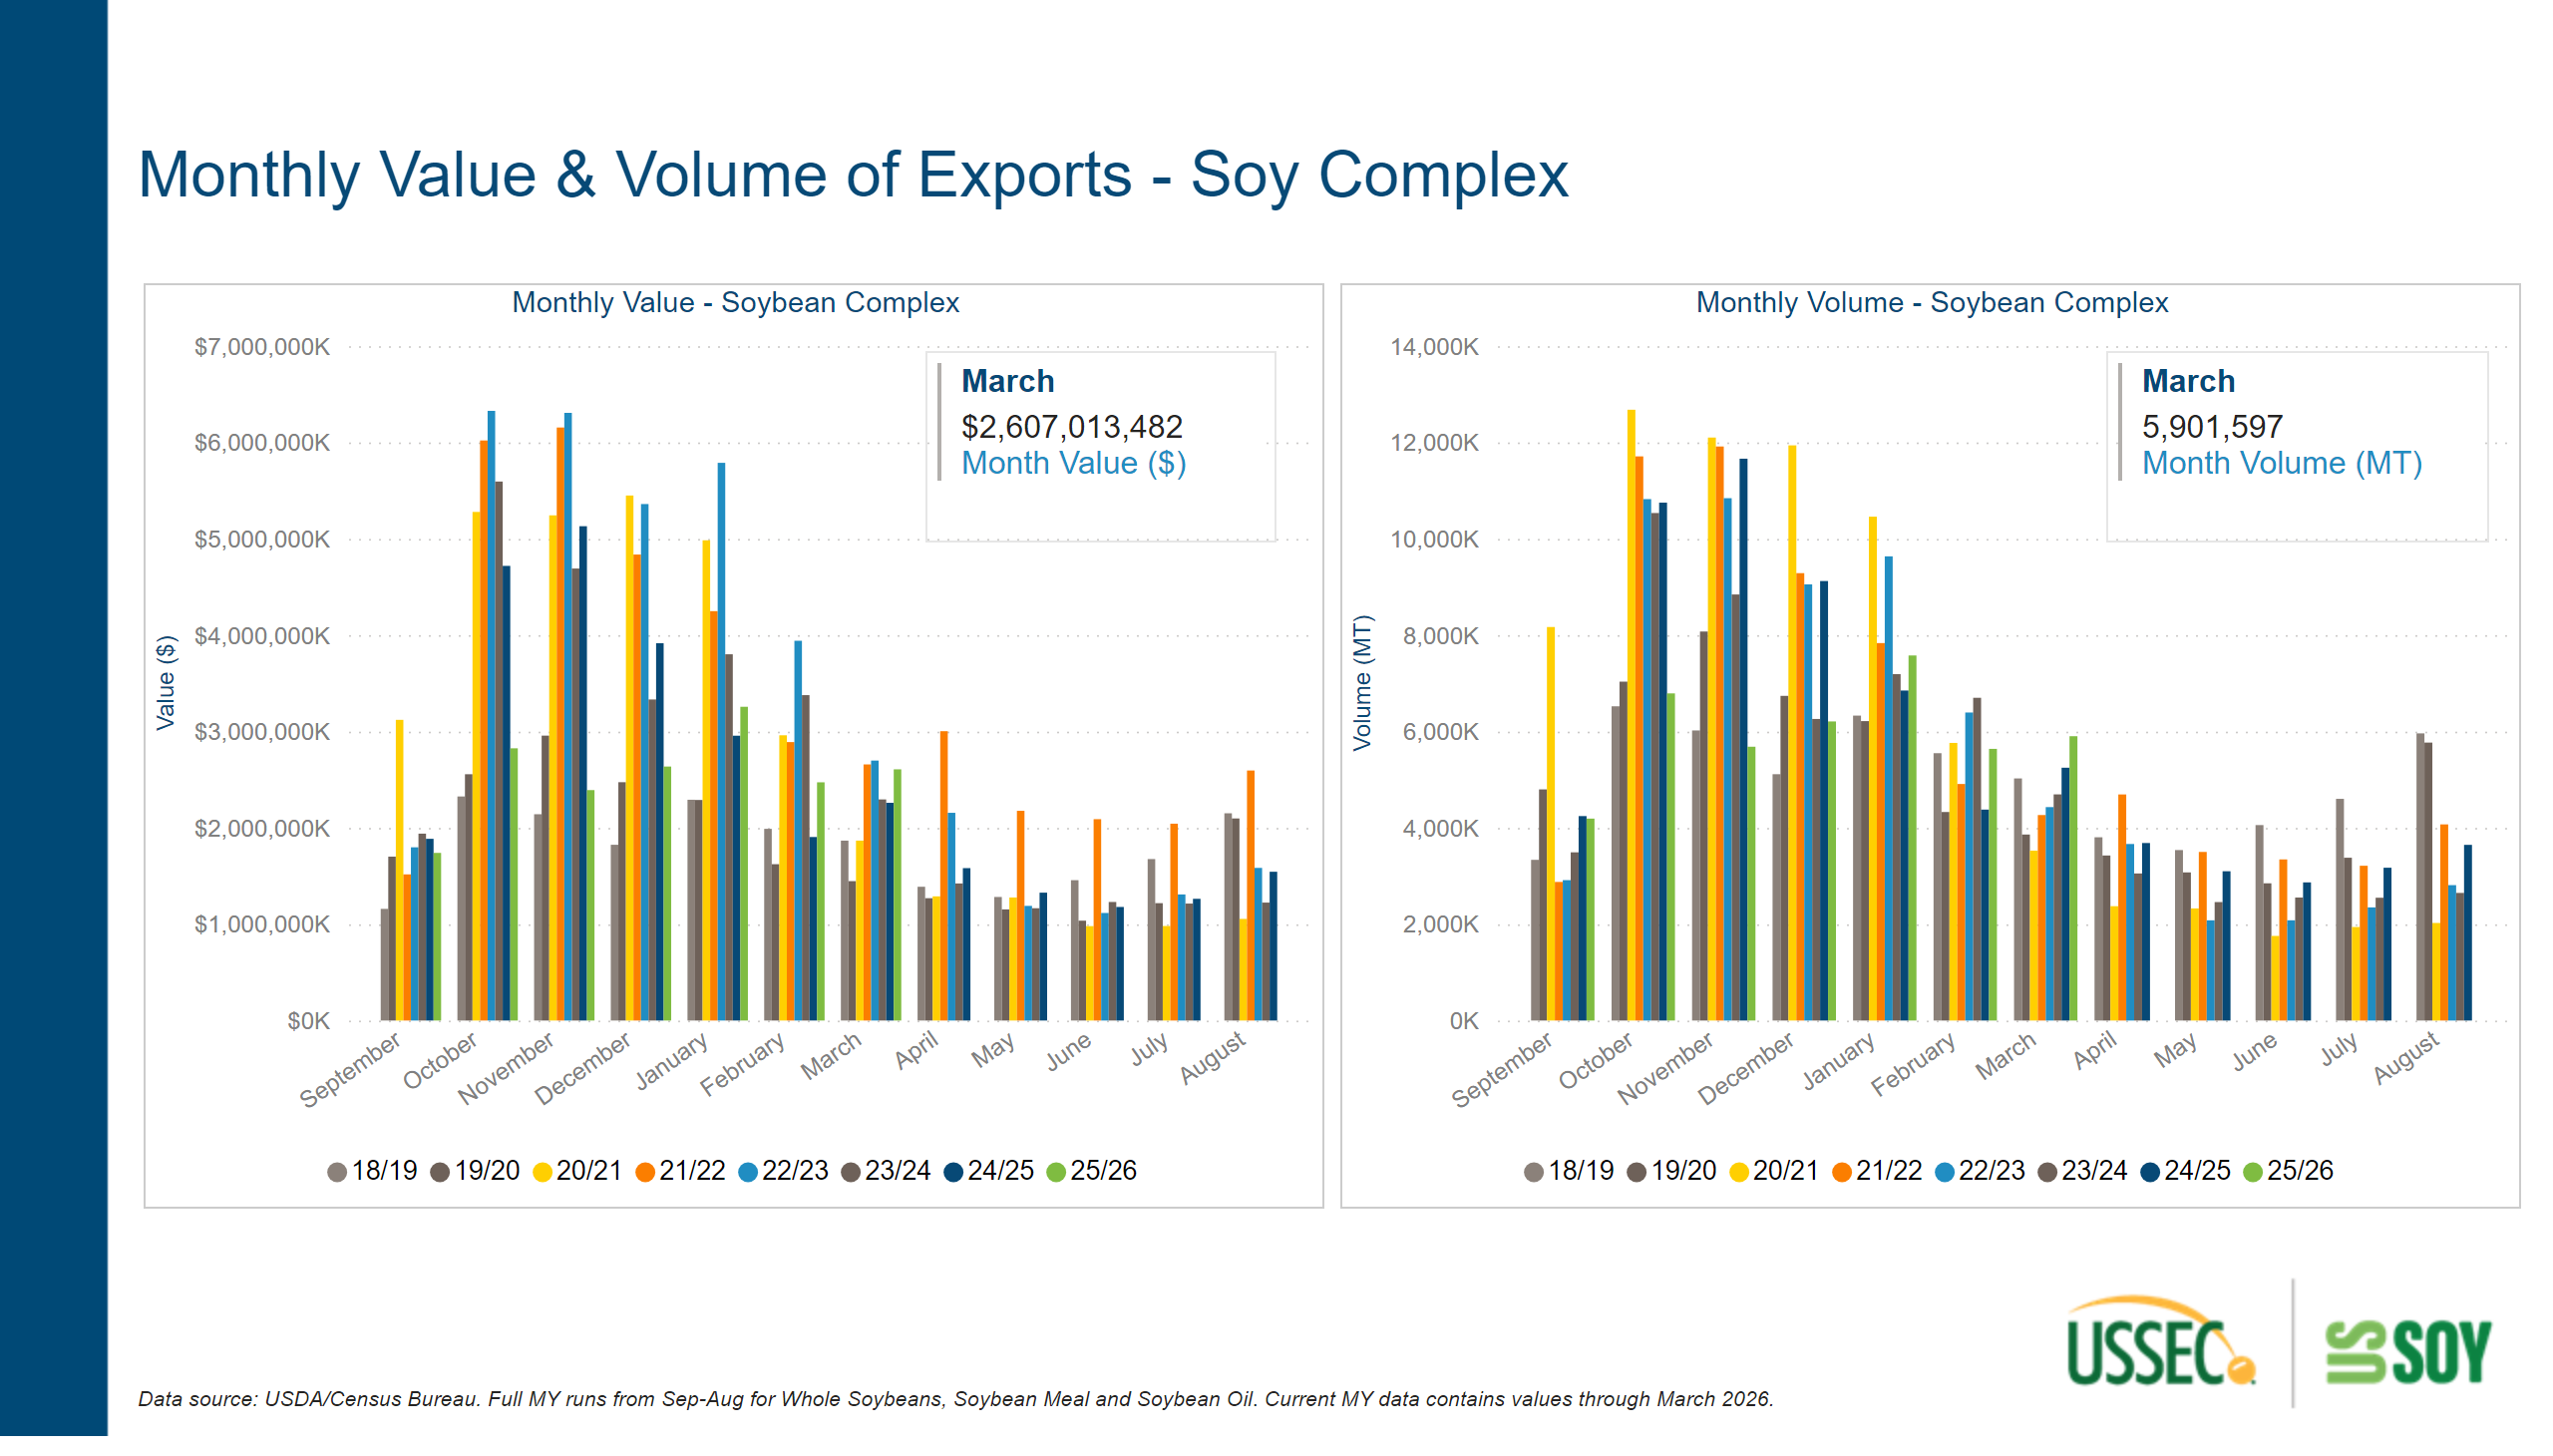 Monthly Value & Volume of Exports - Soy Complex
Monthly Value - Soybean Complex
$7,000,000K
$6,000,000K
$5,000,000K
$4,000,000K
$3,000,000K
$2,000,000K
$1,000,000K
$0K
Value ($)
March
$2,607,013,482
Month Value ($)
September
October
November
December
January
February
March
April
May
June
July
August
18/19 19/20 20/21 21/22 22/23 23/24 24/25 25/26
Monthly Volume - Soybean Complex
14,000K
12,000K
10,000K
8,000K
6,000K
4,000K
2,000K
0K
Volume (MT)
March
5,901,597
Month Volume (MT)
September
October
November
December
January
February
March
April
May
June
July
August
18/19 19/20 20/21 21/22 22/23 23/24 24/25 25/26
USSEC
US SOY
Data source: USDA/Census Bureau. Full MY runs from Sep-Aug for Whole Soybeans, Soybean Meal and Soybean Oil. Current MY data contains values through March 2026.